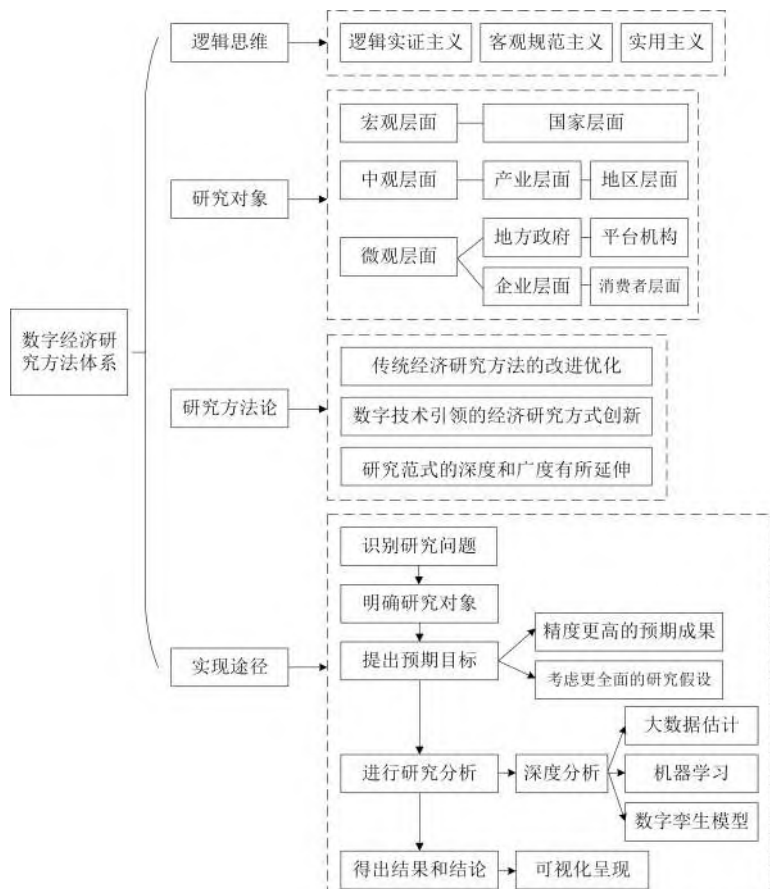 逻辑思维
逻辑实证主义
客观规范主义
实用主义
宏观层面
国家层面
研究对象
中观层面
产业层面
地区层面
微观层面
地方政府
平台机构
企业层面
消费者层面
数字经济研
究方法体系
研究方法论
传统经济研究方法的改进优化
数字技术引领的经济研究方式创新
研究范式的深度和广度有所延伸
实现途径
识别研究问题
明确研究对象
提出预期目标
精度更高的预期成果
考虑更全面的研究假设
进行研究分析
深度分析
大数据估计
机器学习
数字孪生模型
得出结果和结论
可视化呈现